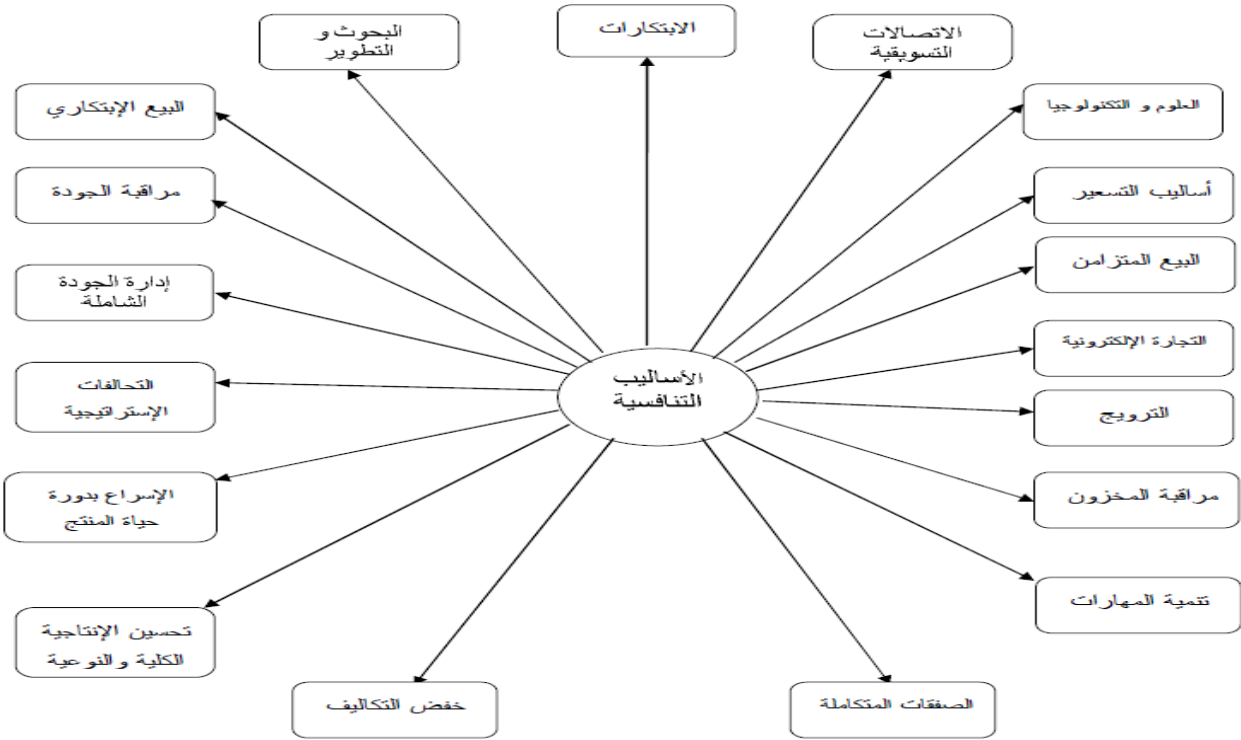 الاتصالات
التسويقية
الابتكارات
البحوث و
التطوير
العلوم و التكنولوجيا
البيع الإبتكاري
أساليب التسعير
مراقبة الجودة
البيع المتزامن
إدارة الجودة
الشاملة
التجارة الإلكترونية
الأساليب
التنافسية
التحالفات
الإستراتيجية
الترويج
مراقبة المخزون
الإسراع بدورة
حياة المنتج
تنمية المهارات
تحسين الإنتاجية
الكلية والنوعية
الصفقات المتكاملة
خفض التكاليف